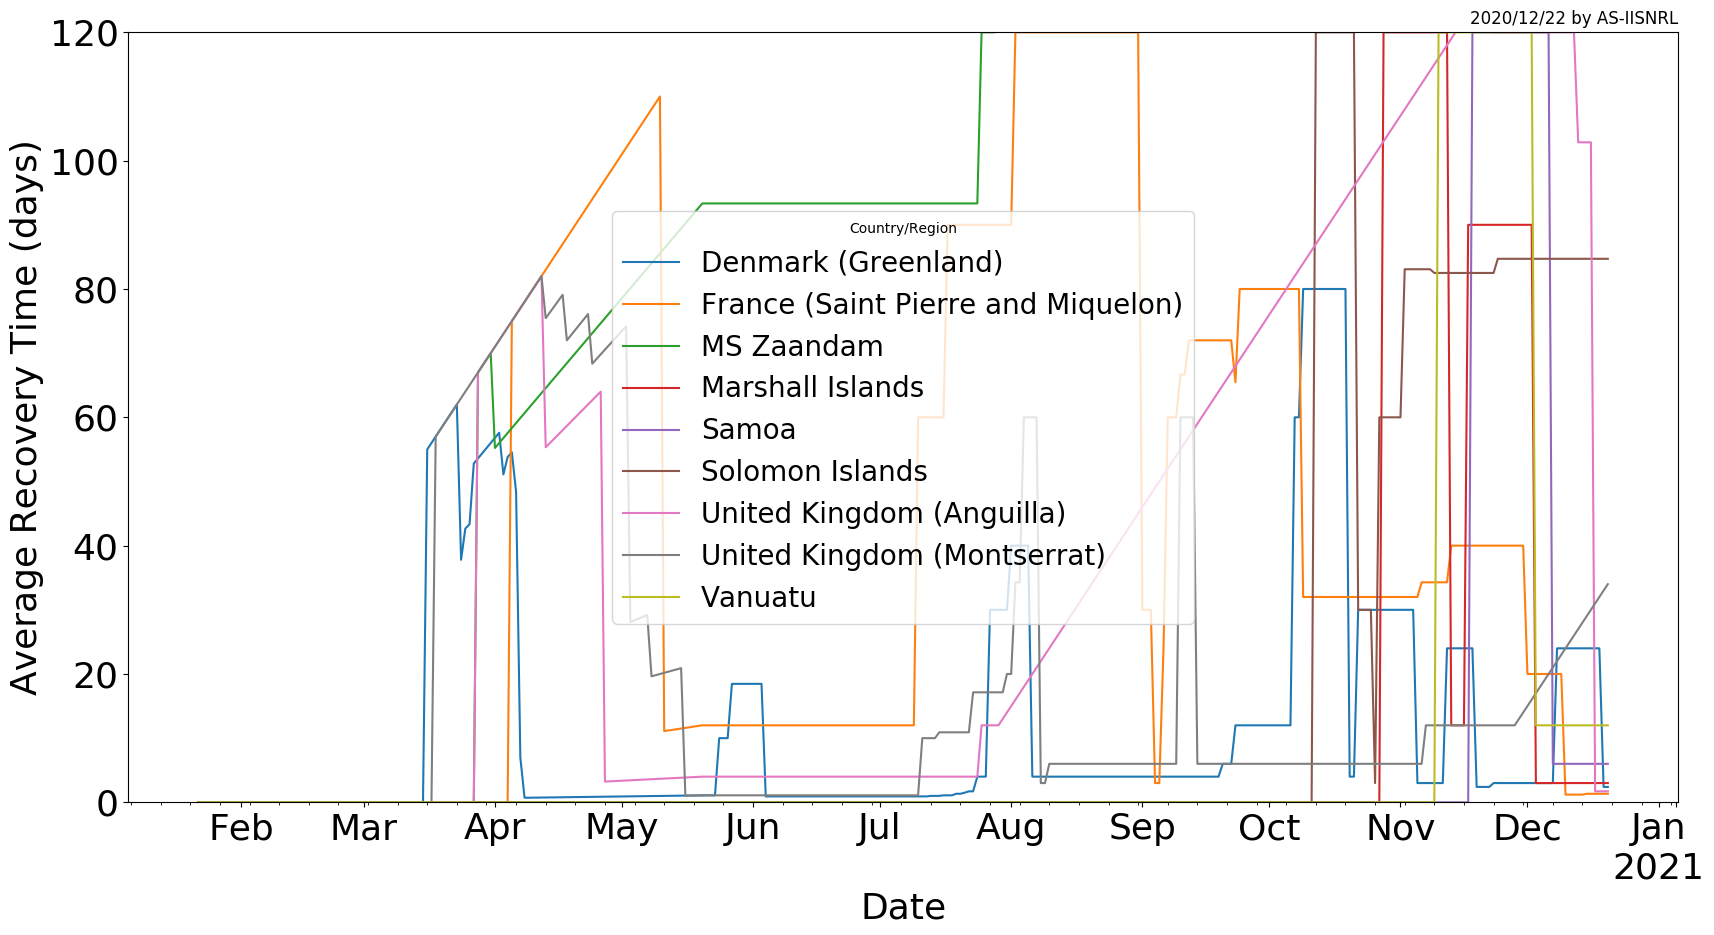 2020/12/22 by AS-IISNRL
120
100
80
60
40
20
0
Average Recovery Time (days)
Country/Region
Denmark (Greenland)
France (Saint Pierre and Miquelon)
MS Zaandam
Marshall Islands
Samoa
Solomon Islands
United Kingdom (Anguilla)
United Kingdom (Montserrat)
Vanuatu
Feb Mar Apr May Jun Jul Aug Sep Oct Nov Dec Jan
2021
Date